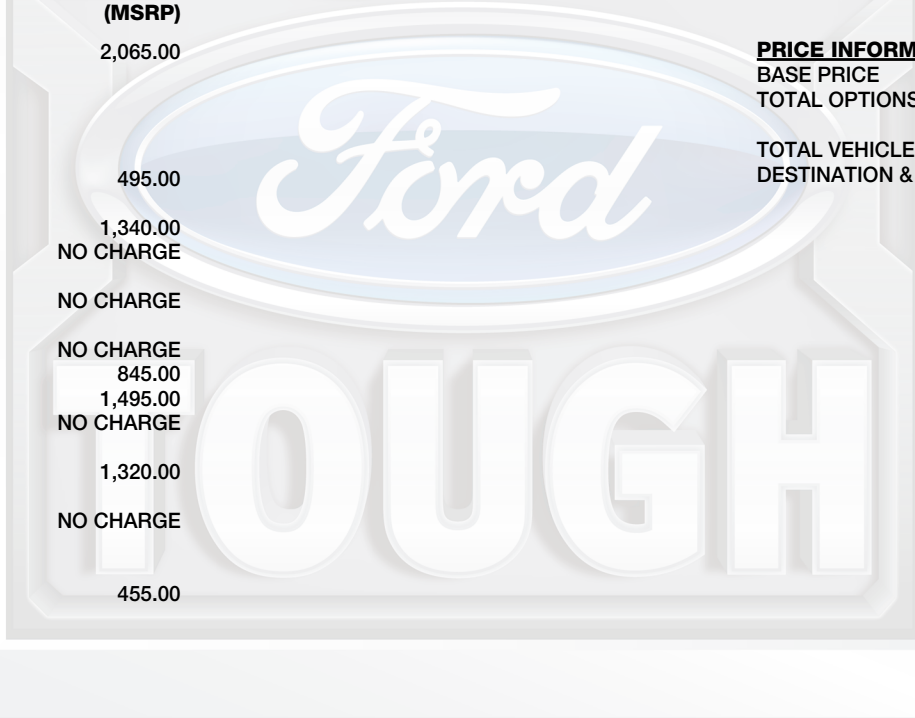 (MSRP)
2,065.00
495.00
1,340.00
NO CHARGE
NO CHARGE
NO CHARGE
845.00
1,495.00
NO CHARGE
1,320.00
NO CHARGE
455.00
PRICE INFORM
BASE PRICE
TOTAL OPTIONS
TOTAL VEHICLE
DESTINATION &
Ford
TOUGH